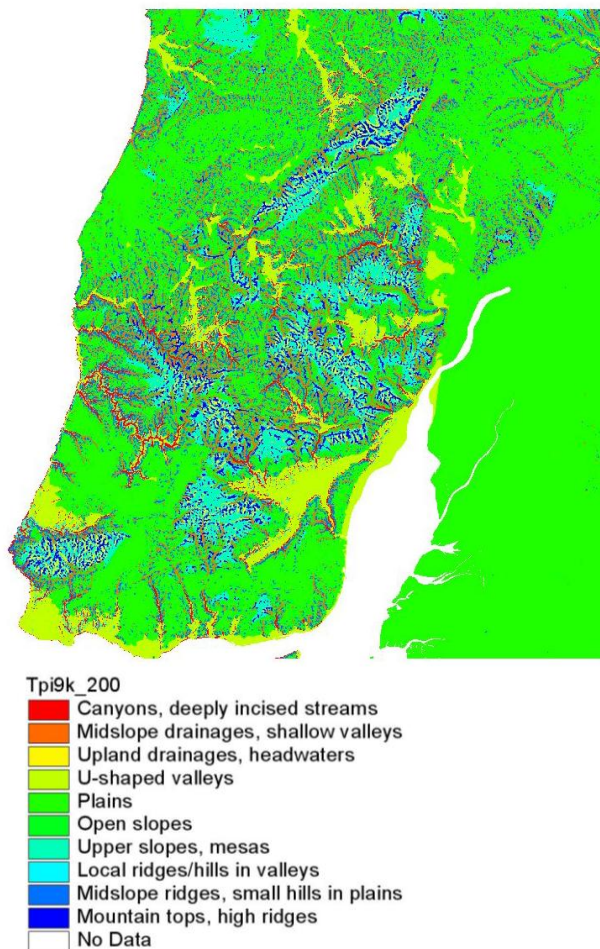 Tpi9k_200
Canyons, deeply incised streams
Midslope drainages, shallow valleys
Upland drainages, headwaters
U-shaped valleys
Plains
Open slopes
Upper slopes, mesas
Local ridges/hills in valleys
Midslope ridges, small hills in plains
Mountain tops, high ridges
No Data